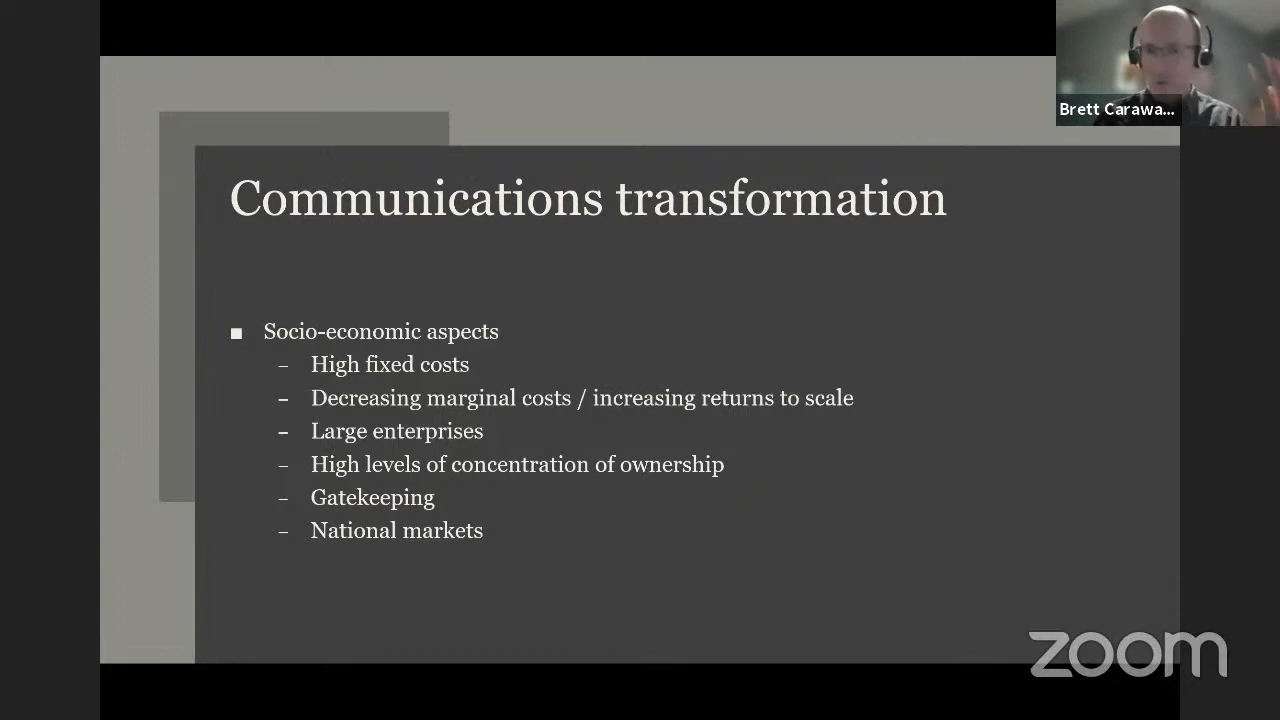 Brett Carawa...
Communications transformation
■ Socio-economic aspects
– High fixed costs
– Decreasing marginal costs / increasing returns to scale
– Large enterprises
– High levels of concentration of ownership
– Gatekeeping
– National markets
zoom